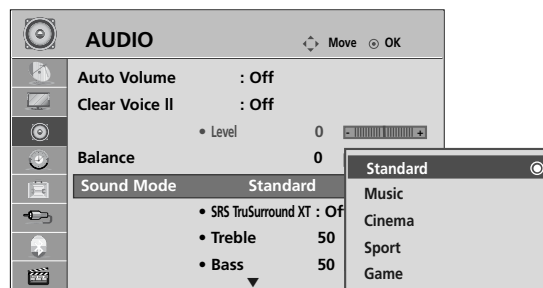 AUDIO
Move OK
Auto Volume : Off
Clear Voice ll : Off
• Level 0 - +
Balance 0
Sound Mode Standard
• SRS TruSurround XT : Of
• Treble 50
• Bass 50
Standard
Music
Cinema
Sport
Game